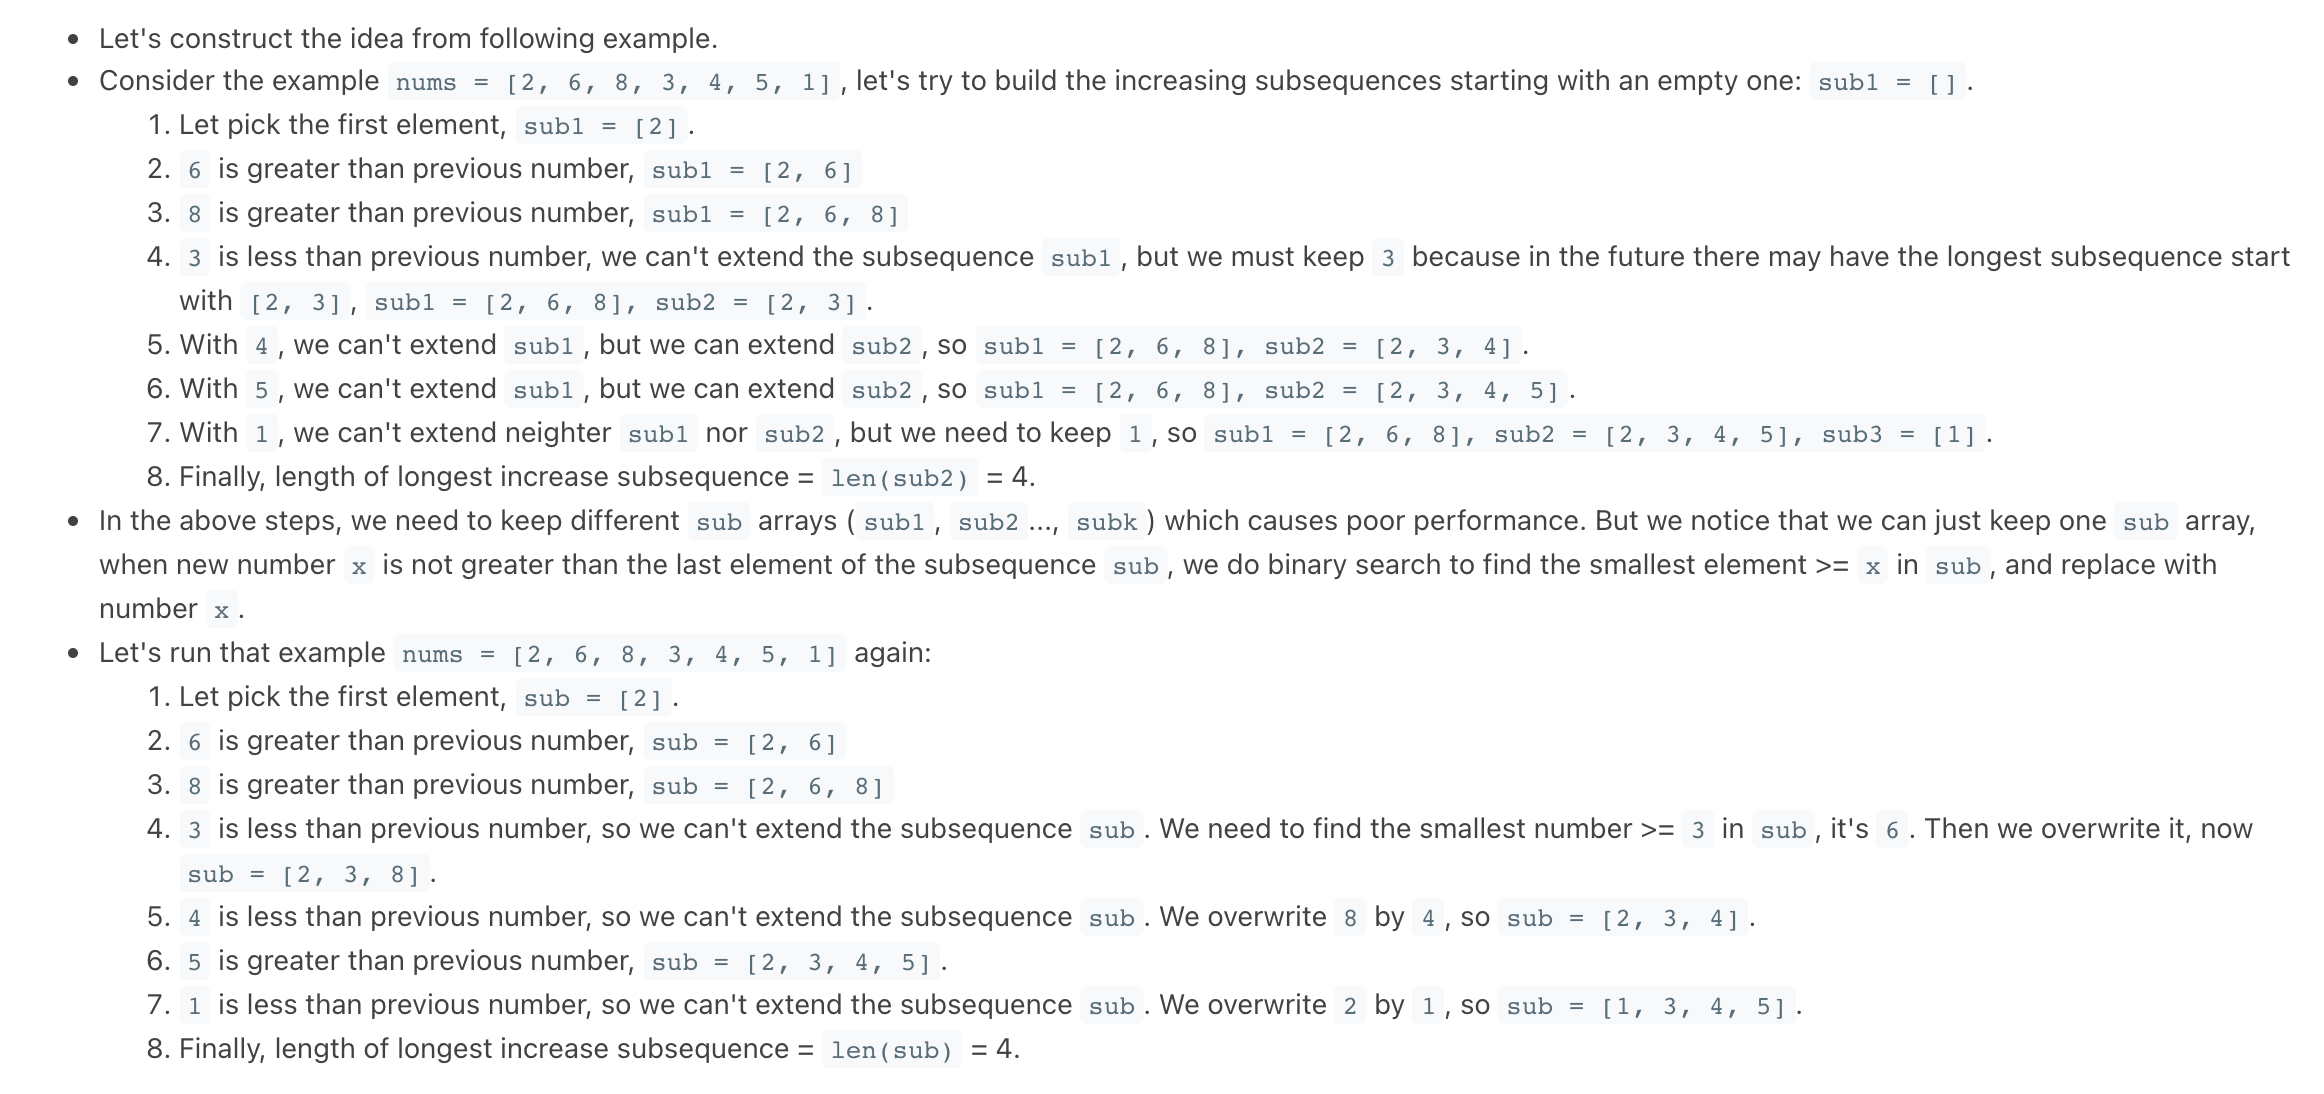 • Let's construct the idea from following example.
• Consider the example nums = [2, 6, 8, 3, 4, 5, 1], let's try to build the increasing subsequences starting with an empty one: sub1 = [].
1. Let pick the first element, sub1 = [2].
2. 6 is greater than previous number, sub1 = [2, 6]
3. 8 is greater than previous number, sub1 = [2, 6, 8]
4. 3 is less than previous number, we can't extend the subsequence sub1, but we must keep 3 because in the future there may have the longest subsequence start
with [2, 3], sub1 = [2, 6, 8], sub2 = [2, 3].
5. With 4, we can't extend sub1, but we can extend sub2, so sub1 = [2, 6, 8], sub2 = [2, 3, 4].
6. With 5, we can't extend sub1, but we can extend sub2, so sub1 = [2, 6, 8], sub2 = [2, 3, 4, 5].
7. With 1, we can't extend neighter sub1 nor sub2, but we need to keep 1, so sub1 = [2, 6, 8], sub2 = [2, 3, 4, 5], sub3 = [1].
8. Finally, length of longest increase subsequence = len(sub2) = 4.
• In the above steps, we need to keep different sub arrays (sub1, sub2..., subk) which causes poor performance. But we notice that we can just keep one sub array,
when new number x is not greater than the last element of the subsequence sub, we do binary search to find the smallest element >= x in sub, and replace with
number x.
• Let's run that example nums = [2, 6, 8, 3, 4, 5, 1] again:
1. Let pick the first element, sub = [2].
2. 6 is greater than previous number, sub = [2, 6]
3. 8 is greater than previous number, sub = [2, 6, 8]
4. 3 is less than previous number, so we can't extend the subsequence sub. We need to find the smallest number >= 3 in sub, it's 6. Then we overwrite it, now
sub = [2, 3, 8].
5. 4 is less than previous number, so we can't extend the subsequence sub. We overwrite 8 by 4, so sub = [2, 3, 4].
6. 5 is greater than previous number, sub = [2, 3, 4, 5].
7. 1 is less than previous number, so we can't extend the subsequence sub. We overwrite 2 by 1, so sub = [1, 3, 4, 5].
8. Finally, length of longest increase subsequence = len(sub) = 4.